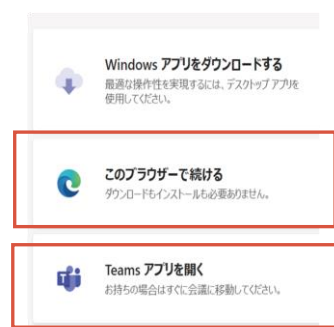 Windows アプリをダウンロードする
最適な操作性を実現するには、デスクトップ アプリを
使用してください。
このブラウザーで続ける
ダウンロードもインストールも必要ありません。
Teams アプリを開く
お持ちの場合はすぐに会議に移動してください。